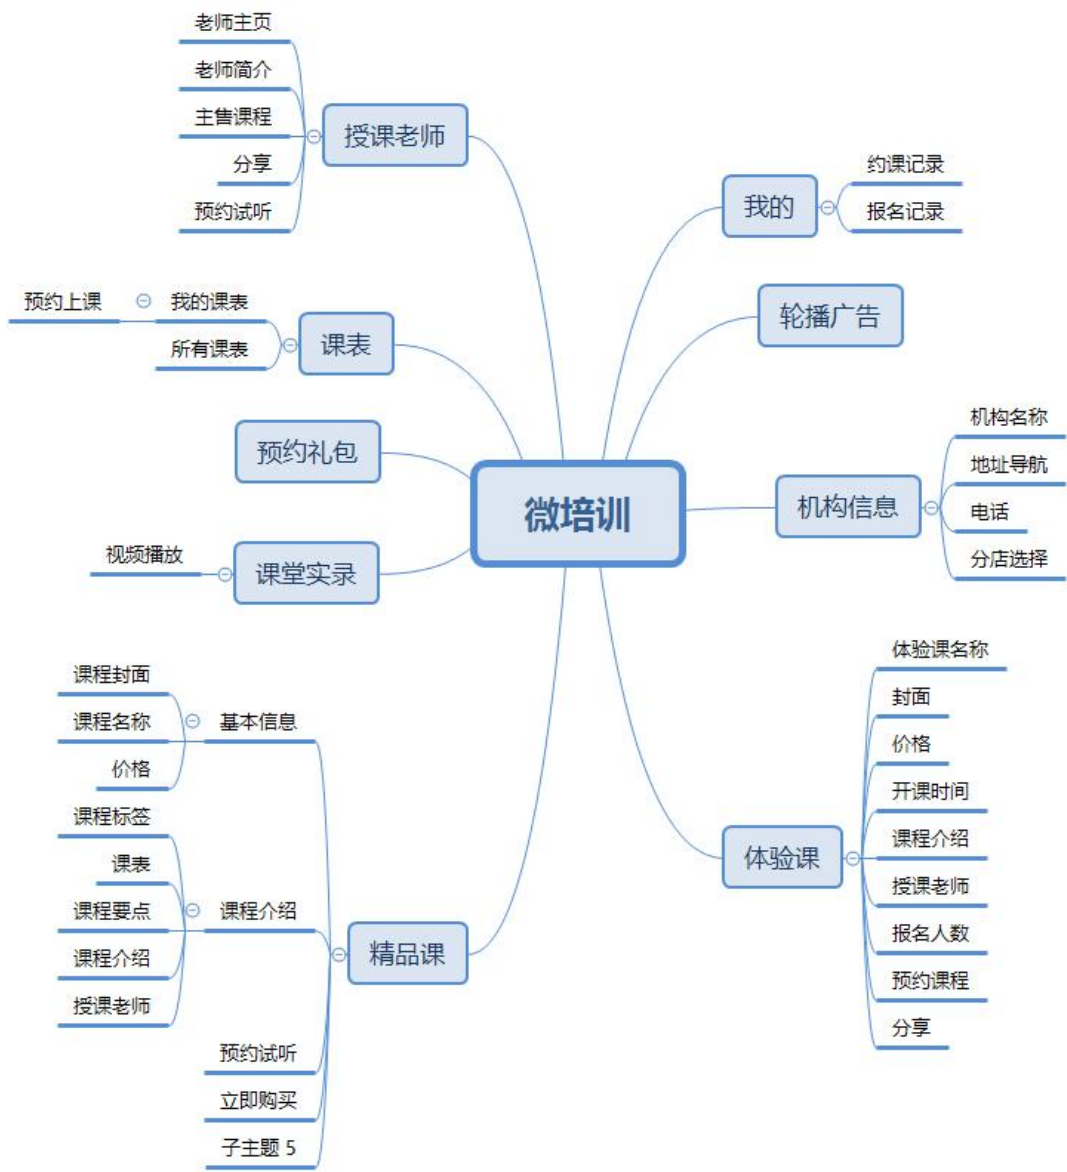 微培训
我的
约课记录
报名记录
轮播广告
机构信息
机构名称
地址导航
电话
分店选择
体验课
体验课名称
封面
价格
开课时间
课程介绍
授课老师
报名人数
预约课程
分享
精品课
基本信息
课程封面
课程名称
价格
课程介绍
课程标签
课表
课程要点
课程介绍
授课老师
预约试听
立即购买
子主题 5
课堂实录
视频播放
预约礼包
课表
我的课表
预约上课
所有课表
授课老师
老师主页
老师简介
主售课程
分享
预约试听